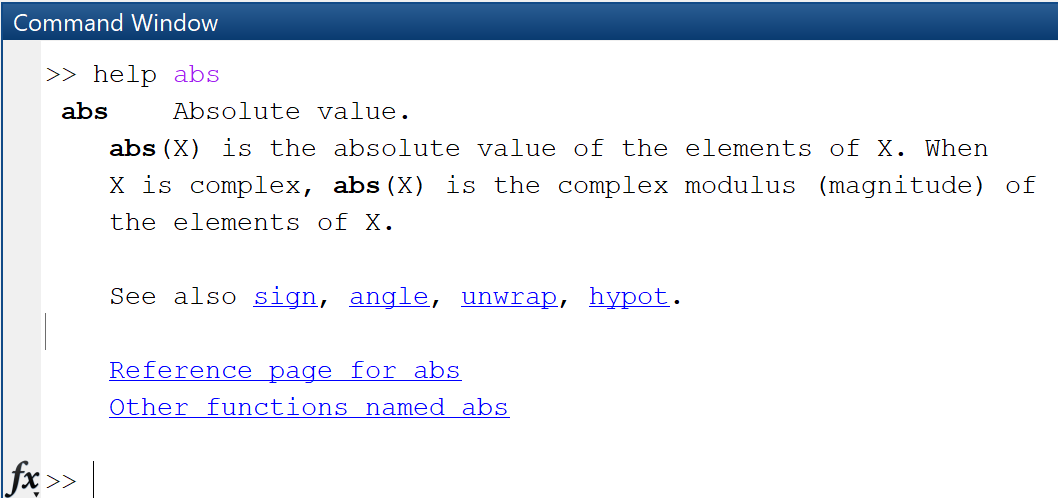 Command Window
>> help abs
abs    Absolute value.
abs(X) is the absolute value of the elements of X. When
X is complex, abs(X) is the complex modulus (magnitude) of
the elements of X.
See also sign, angle, unwrap, hypot.
Reference page for abs
Other functions named abs
fx >>